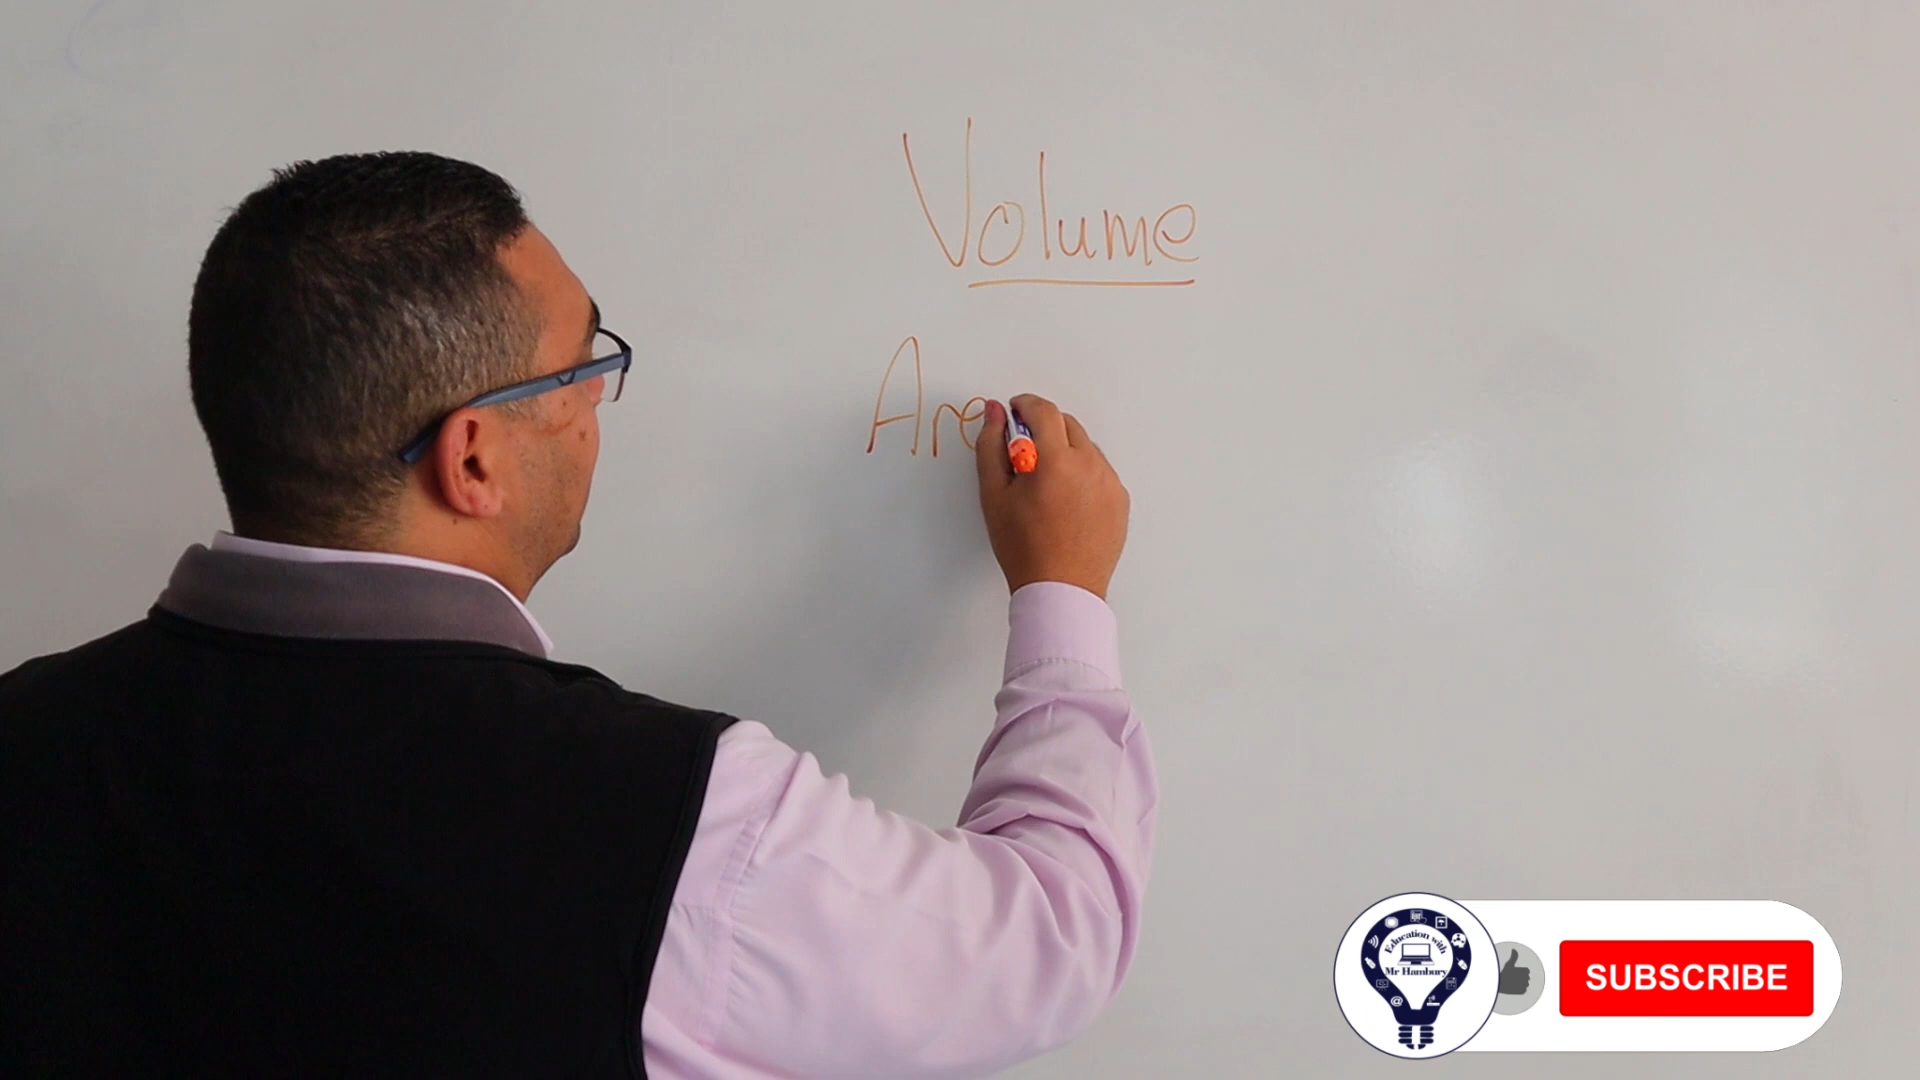 Volume
Are
Education with
Mr Hambury
SUBSCRIBE